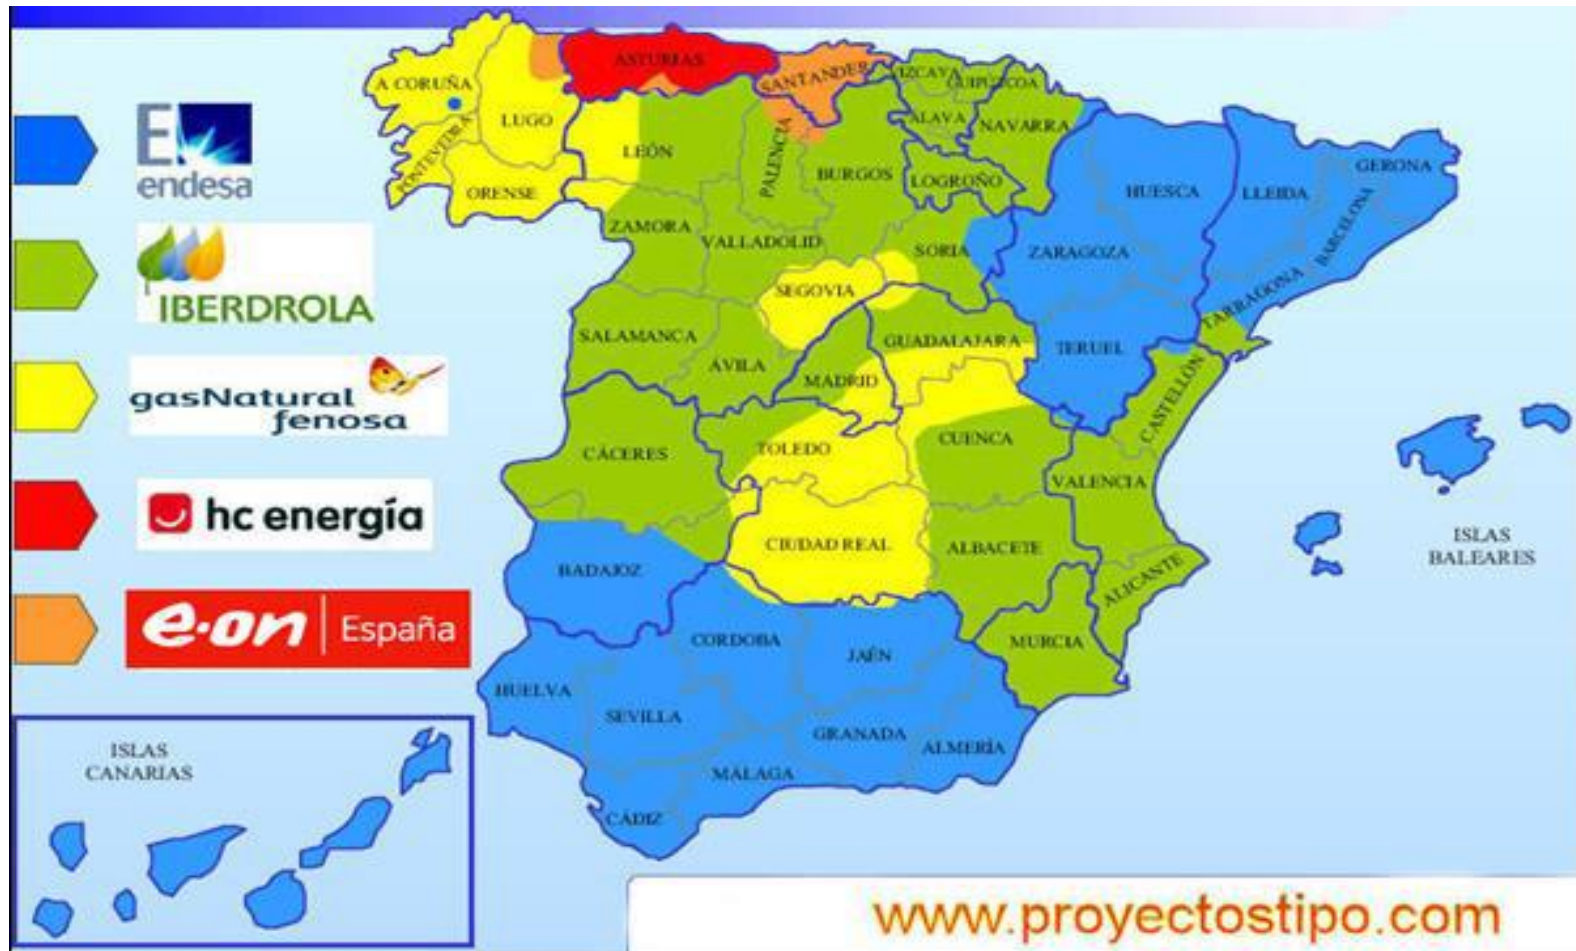 endesa
IBERDROLA
gasNatural
fenosa
hc energía
e·on | España
ASTURIAS
SANTANDER
A CORUÑA
LUGO
PONTEVEDRA
ORENSE
LEÓN
PALENCIA
BURGOS
IZCAYA
GUIPÚZCOA
ALAVA
NAVARRA
LOGROÑO
HUESCA
LLEIDA
GERONA
BARCELONA
TARRAGONA
ZAMORA
VALLADOLID
SORIA
ZARAGOZA
SEGOVIA
SALAMANCA
ÁVILA
MADRID
GUADALAJARA
TERUEL
CASTELLÓN
CÁCERES
TOLEDO
CUENCA
VALENCIA
CIUDAD REAL
ALBACETE
ALICANTE
BADAJOZ
CORDOBA
JAÉN
MURCIA
HUELVA
SEVILLA
GRANADA
ALMERÍA
MÁLAGA
CÁDIZ
ISLAS
BALEARES
ISLAS
CANARIAS
www.proyectostipo.com